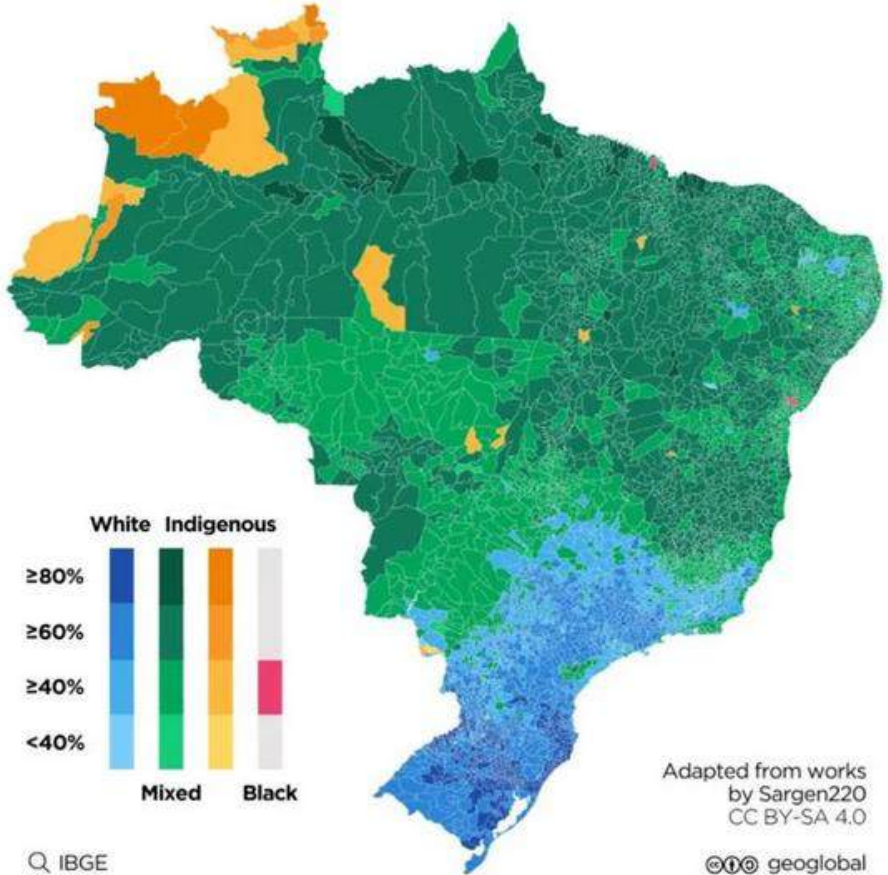 White Indigenous
≥80%
≥60%
≥40%
<40%
Mixed Black
Adapted from works
by Sargen220
CC BY-SA 4.0
IBGE
geoglobal